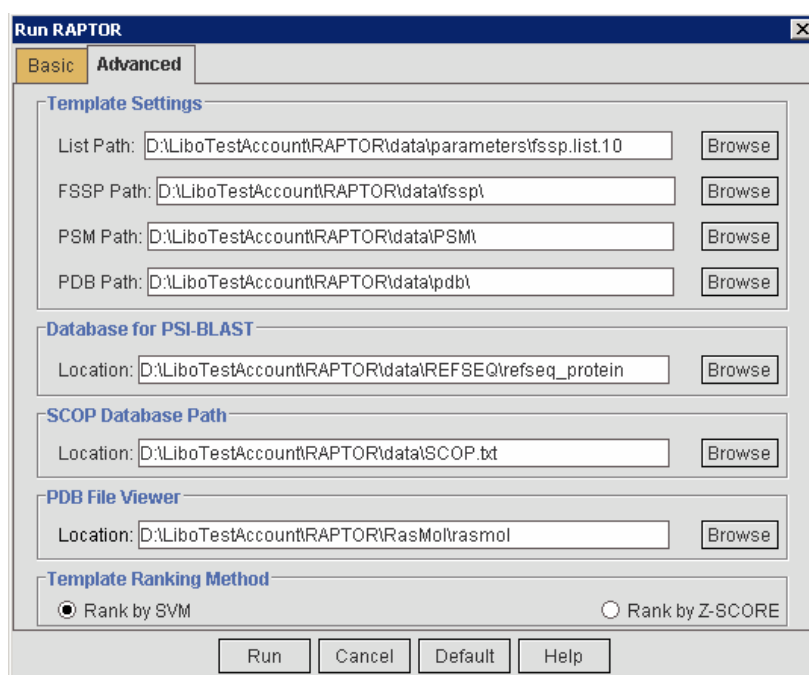 Run RAPTOR
Basic Advanced
Template Settings
List Path: D:\LiboTestAccount\RAPTOR\data\parameters\fssp.list.10 Browse
FSSP Path: D:\LiboTestAccount\RAPTOR\data\fssp\ Browse
PSM Path: D:\LiboTestAccount\RAPTOR\data\PSM\ Browse
PDB Path: D:\LiboTestAccount\RAPTOR\data\pdb\ Browse
Database for PSI-BLAST
Location: D:\LiboTestAccount\RAPTOR\data\REFSEQ\refseq_protein Browse
SCOP Database Path
Location: D:\LiboTestAccount\RAPTOR\data\SCOP.txt Browse
PDB File Viewer
Location: D:\LiboTestAccount\RAPTOR\RasMol\rasmol Browse
Template Ranking Method
Rank by SVM Rank by Z-SCORE
Run Cancel Default Help